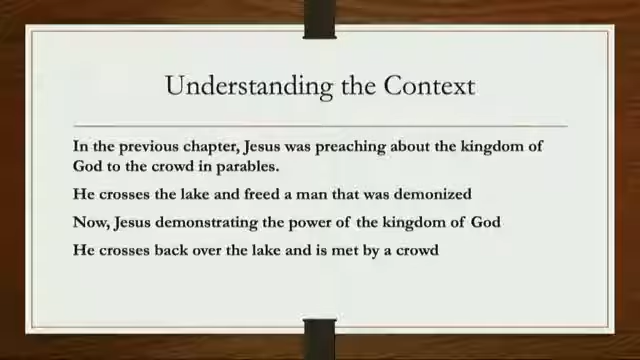 Understanding the Context
In the previous chapter, Jesus was preaching about the kingdom of
God to the crowd in parables.
He crosses the lake and freed a man that was demonized
Now, Jesus demonstrating the power of the kingdom of God
He crosses back over the lake and is met by a crowd